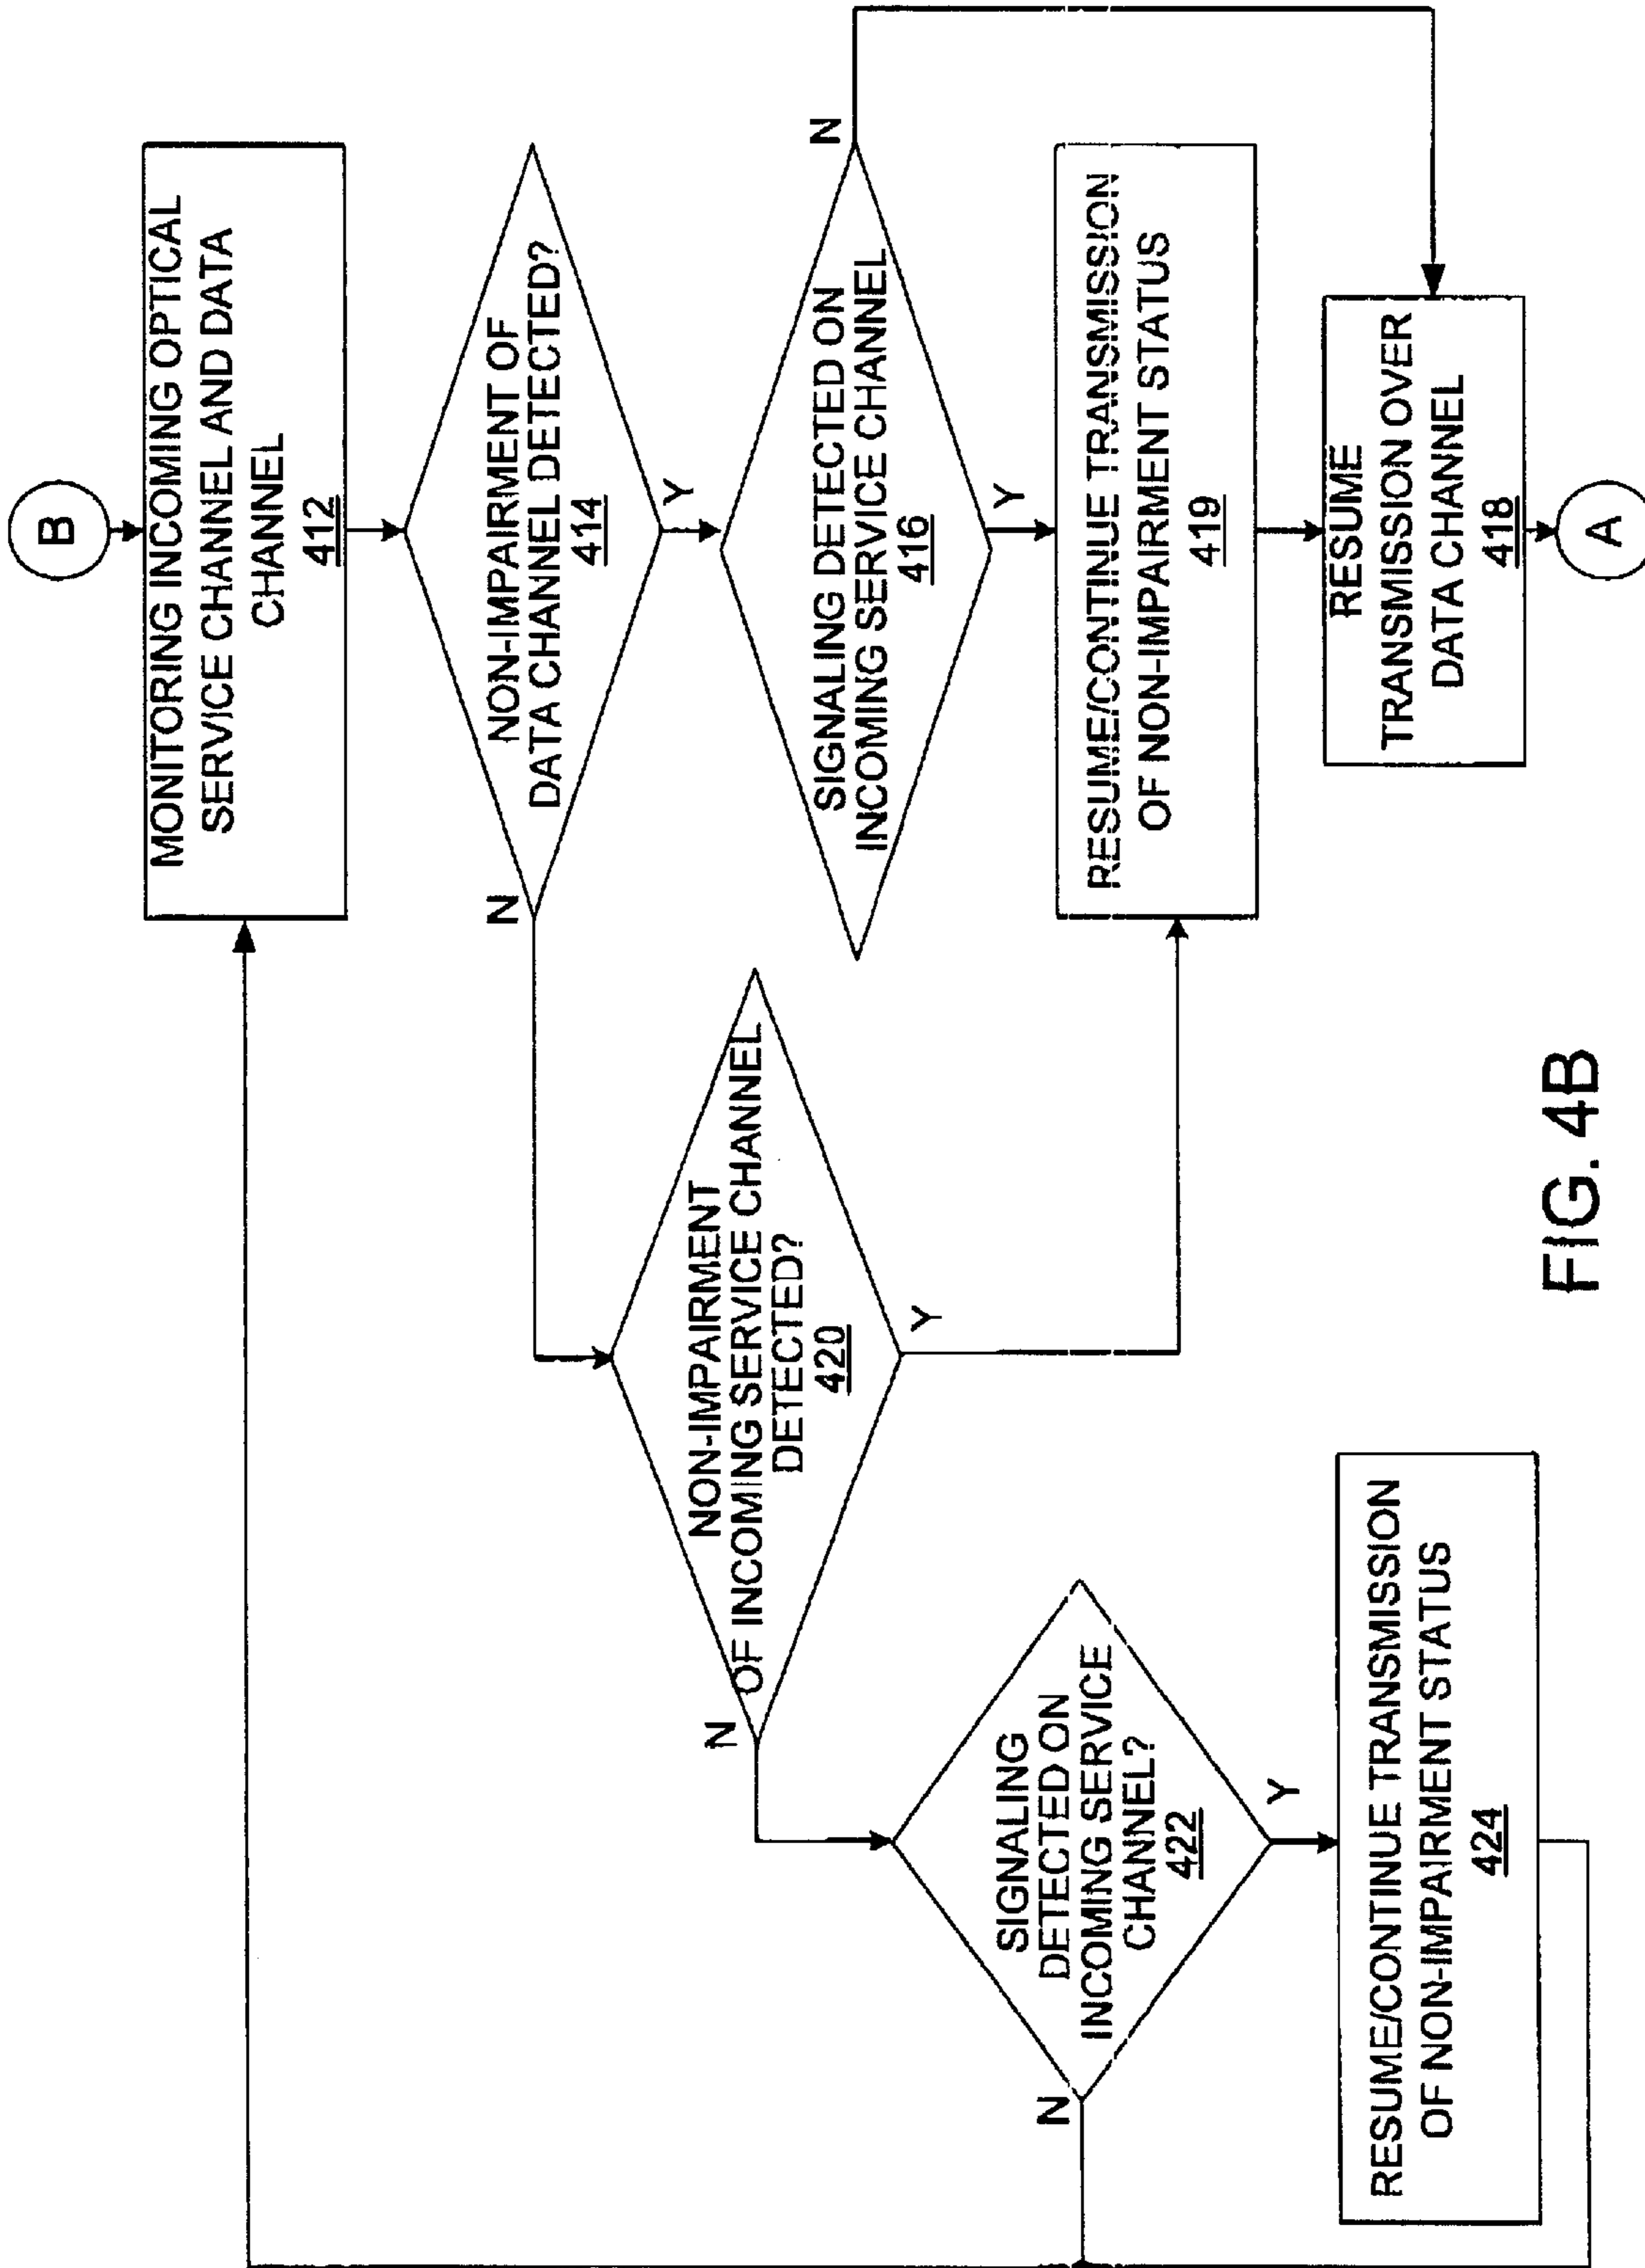 B
MONITORING INCOMING OPTICAL
SERVICE CHANNEL AND DATA
CHANNEL
412
NON-IMPAIRMENT OF
DATA CHANNEL DETECTED?
414
N
Y
SIGNALING DETECTED ON
INCOMING SERVICE CHANNEL
416
N
Y
RESUME/CONTINUE TRANSMISSION
OF NON-IMPAIRMENT STATUS
419
RESUME
TRANSMISSION OVER
DATA CHANNEL
418
A
NON-IMPAIRMENT
OF INCOMING SERVICE CHANNEL
DETECTED?
420
N
Y
SIGNALING
DETECTED ON
INCOMING SERVICE
CHANNEL?
422
N
Y
RESUME/CONTINUE TRANSMISSION
OF NON-IMPAIRMENT STATUS
424
FIG. 4B